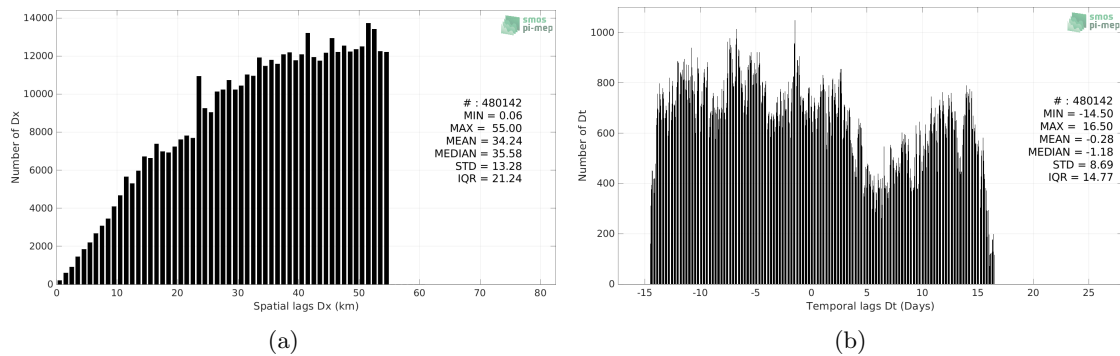 14000
12000
10000
8000
6000
4000
2000
0
Number of Dx
smos
pi-mep
# : 480142
MIN = 0.06
MAX = 55.00
MEAN = 34.24
MEDIAN = 35.58
STD = 13.28
IQR = 21.24
0 10 20 30 40 50 60 70 80
Spatial lags Dx (km)
(a)
1000
800
600
400
200
0
Number of Dt
smos
pi-mep
# : 480142
MIN = -14.50
MAX = 16.50
MEAN = -0.28
MEDIAN = -1.18
STD = 8.69
IQR = 14.77
-15 -10 -5 0 5 10 15 20 25
Temporal lags Dt (Days)
(b)